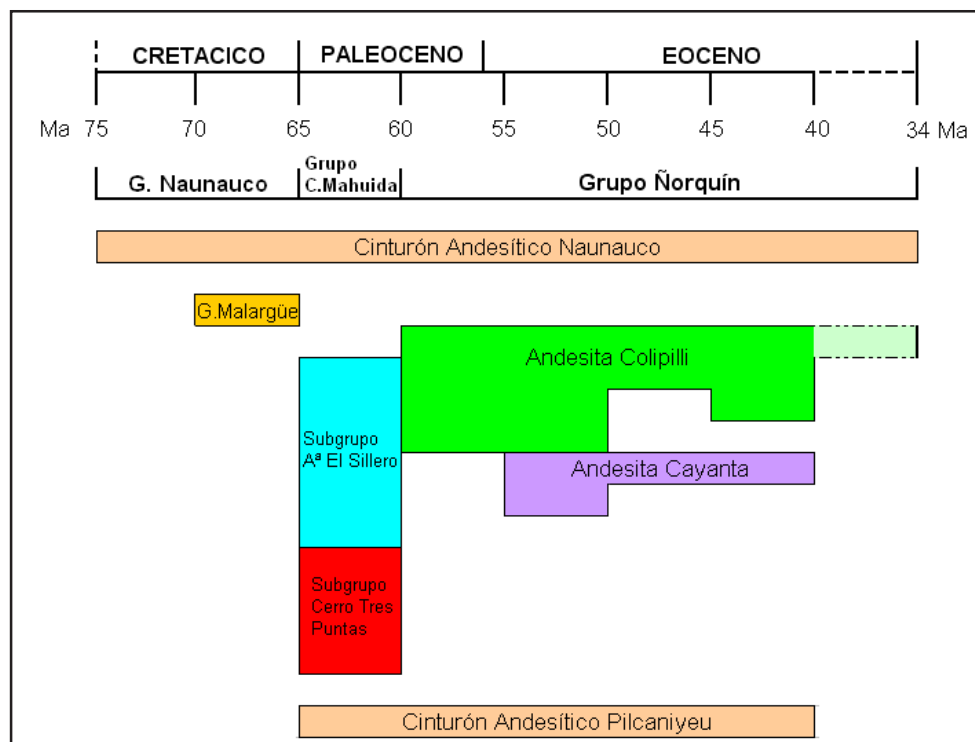 CRETACICO PALEOCENO EOCENO
Ma 75 70 65 60 55 50 45 40 34 Ma
G. Naunauco
Grupo
C.Mahuida
Grupo Ñorquín
Cinturón Andesítico Naunauco
G.Malargüe
Andesita Colipilli
Subgrupo
Aª El Sillero
Andesita Cayanta
Subgrupo
Cerro Tres
Puntas
Cinturón Andesítico Pilcaniyeu